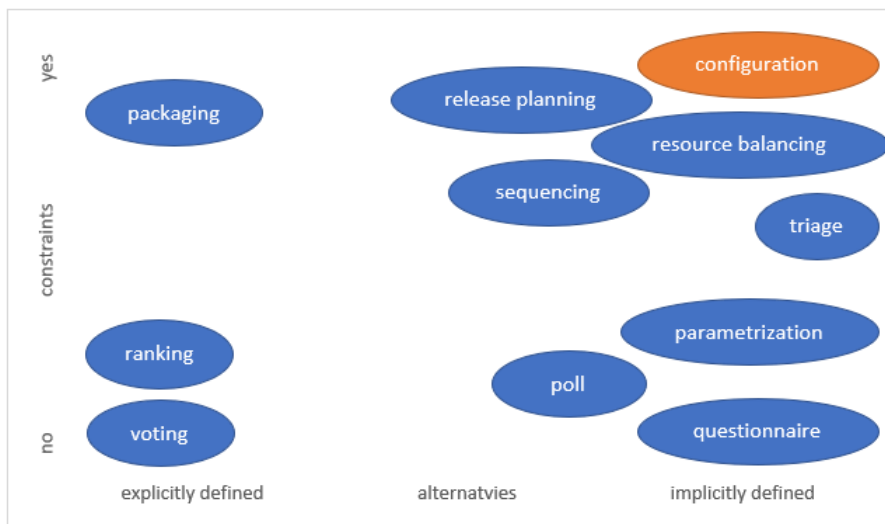 yes
configuration
release planning
packaging
resource balancing
sequencing
triage
constraints
parametrization
ranking
poll
voting
questionnaire
no
explicitly defined
alternatvies
implicitly defined